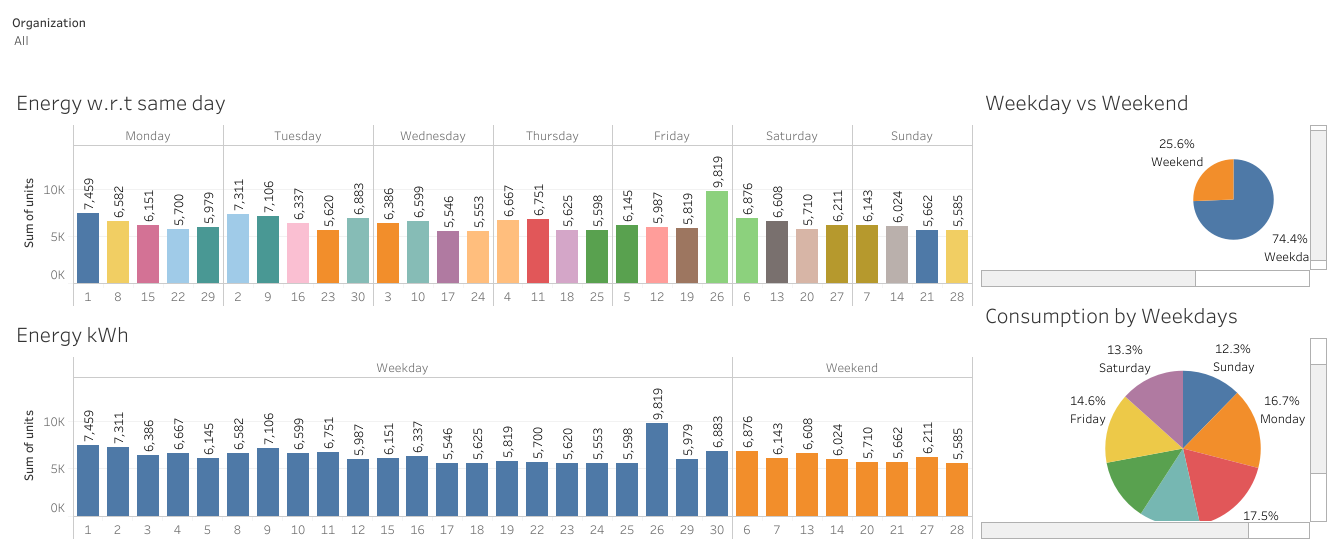 Organization
All
Energy w.r.t same day
Monday Tuesday Wednesday Thursday Friday Saturday Sunday
Sum of units
10K
5K
0K
7,459 6,582 6,151 5,700 5,979 7,311 7,106 6,337 5,620 6,883 6,386 6,599 5,546 5,553 6,667 6,751 5,625 5,598 6,145 5,987 5,819 9,819 6,876 6,608 5,710 6,211 6,143 6,024 5,662 5,585
1 8 15 22 29 2 9 16 23 30 3 10 17 24 4 11 18 25 5 12 19 26 6 13 20 27 7 14 21 28
Energy kWh
Weekday Weekend
Sum of units
10K
5K
0K
7,459 7,311 6,386 6,667 6,145 6,582 7,106 6,599 6,751 5,987 6,151 6,337 5,546 5,625 5,819 5,700 5,620 5,553 5,598 9,819 5,979 6,883 6,876 6,143 6,608 6,024 5,710 5,662 6,211 5,585
1 2 3 4 5 8 9 10 11 12 15 16 17 18 19 22 23 24 25 26 29 30 6 7 13 14 20 21 27 28
Weekday vs Weekend
25.6%
Weekend
74.4%
Weekda
Consumption by Weekdays
13.3%
Saturday
12.3%
Sunday
14.6%
Friday
16.7%
Monday
17.5%